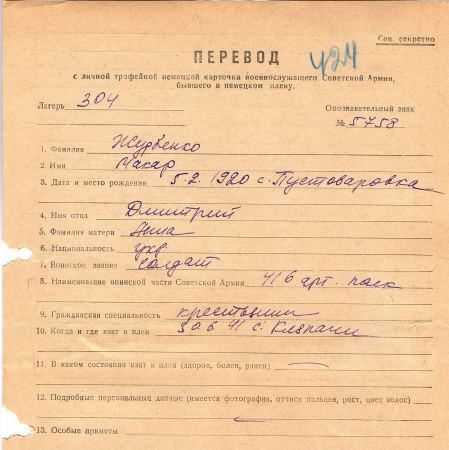 Сов. секретно
ПЕРЕВОД
424
с личной трофейной немецкой карточки военнослужащего Советской Армии,
бывшего в немецком плену.
Лагерь 304
Опознавательный знак
№ 5758
1. Фамилия Журбенко
2. Имя Макар
3. Дата и место рождения 5.2.1920 с. Пустоваровка
4. Имя отца Дмитрий
5. Фамилия матери Анна
6. Национальность укр
7. Воинское звание солдат
8. Наименование воинской части Советской Армии 416 арт. полк
9. Гражданская специальность крестьянин
10. Когда и где взят в плен 30.6.41 с.
11. В каком состоянии взят в плен (здоров, болен, ранен) —
12. Подробные персональные данные (имеется фотография, оттиск пальцев, рост, цвет волос)
—
13. Особые приметы